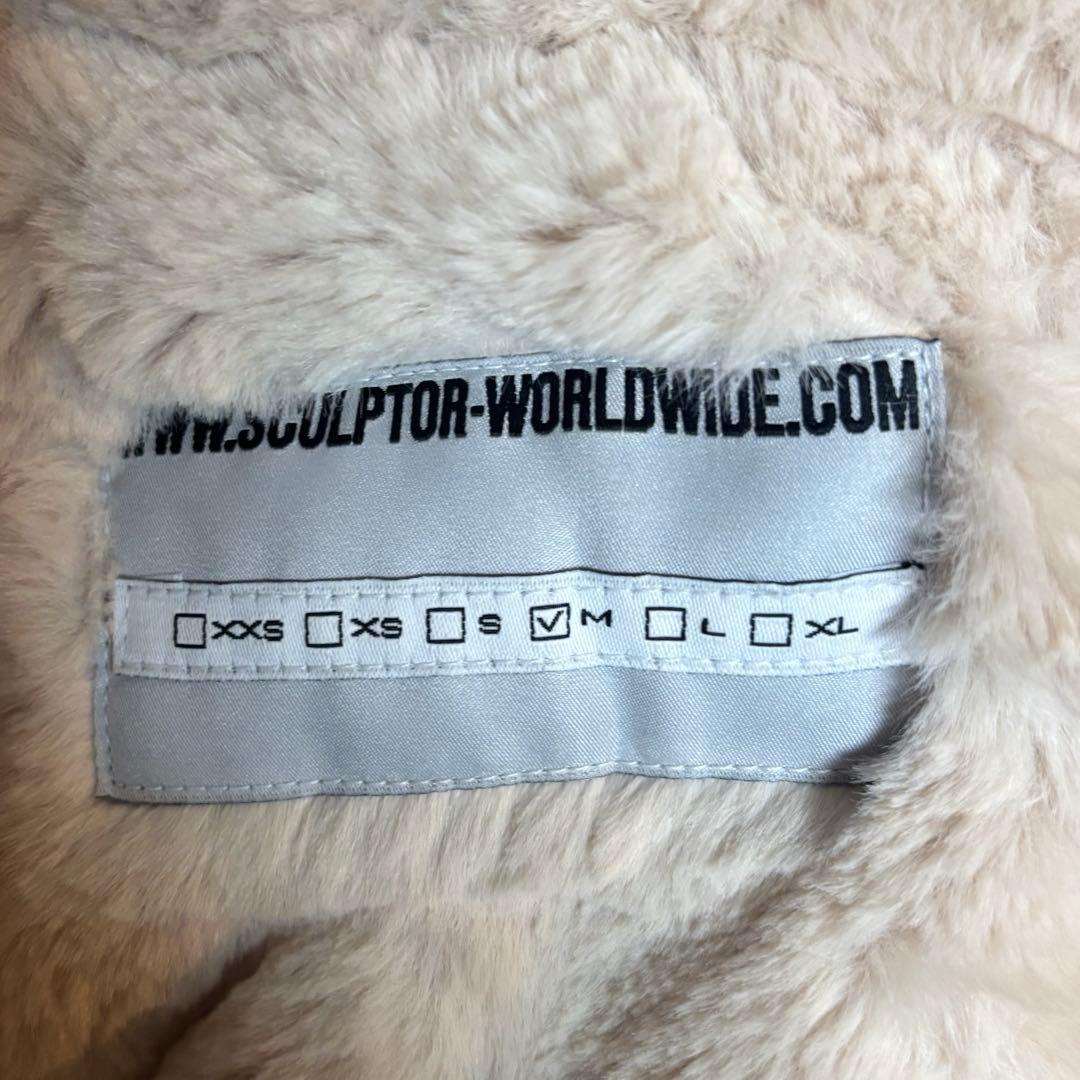 WWW.SCULPTOR-WORLDWIDE.COM
☐XXS ☐XS ☐S ☑M ☐L ☐XL